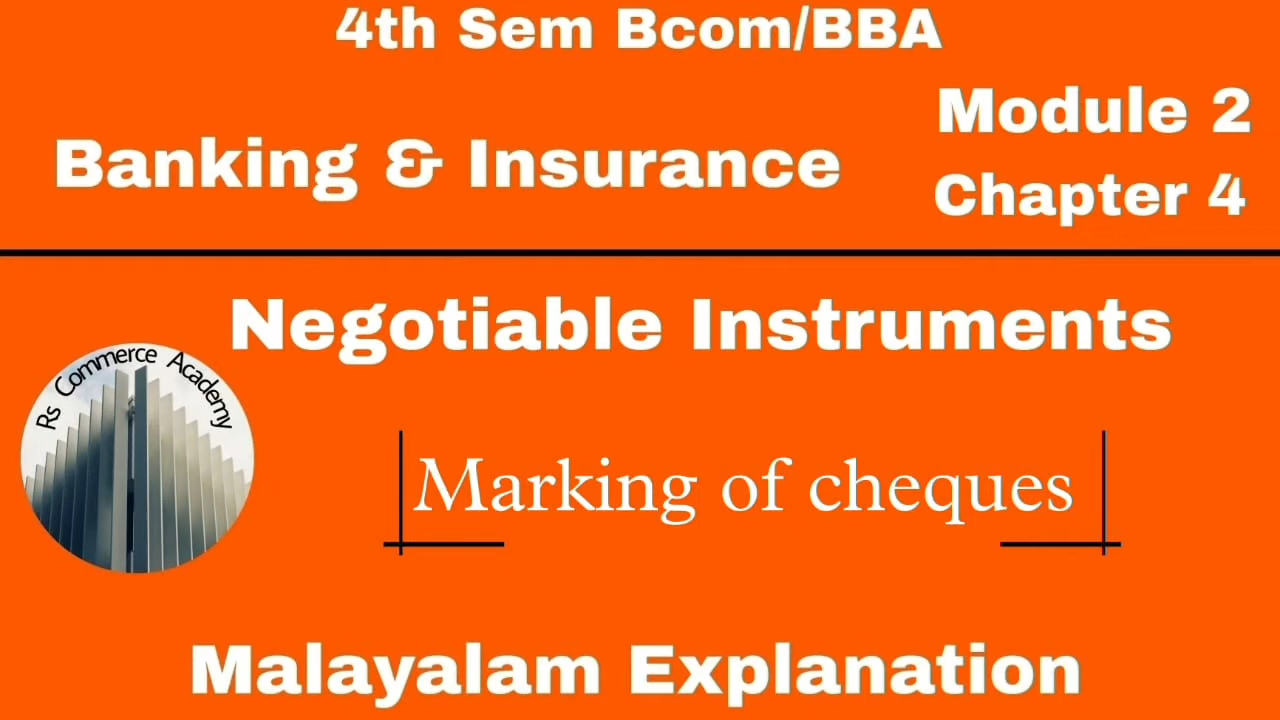 4th Sem Bcom/BBA
Banking & Insurance
Module 2
Chapter 4
Negotiable Instruments
Rs Commerce Academy
Marking of cheques
Malayalam Explanation